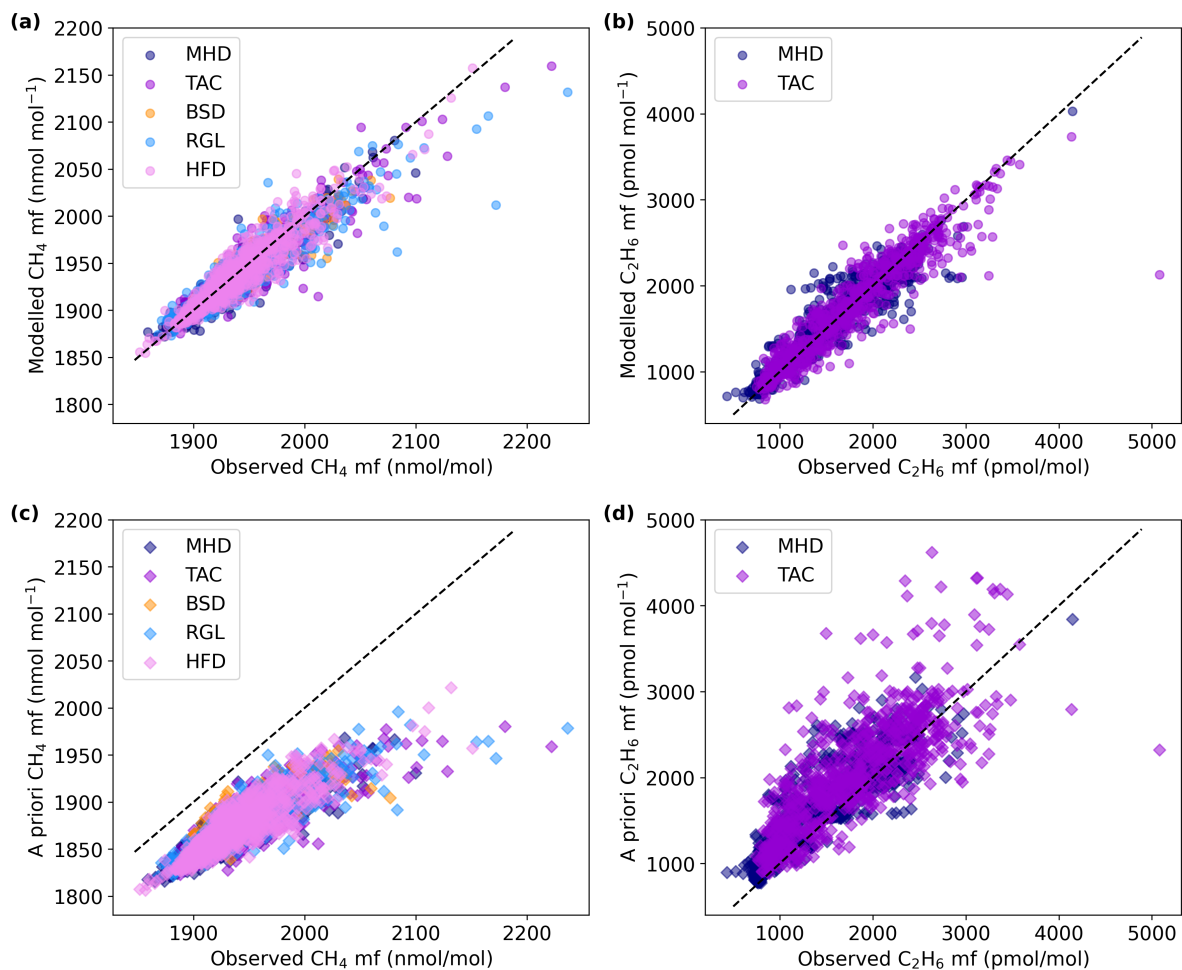 (a)
2200
2150
2100
2050
2000
1950
1900
1850
1800
Modelled CH₄ mf (nmol mol⁻¹)
MHD
TAC
BSD
RGL
HFD
1900 2000 2100 2200
Observed CH₄ mf (nmol/mol)
(b)
5000
4000
3000
2000
1000
Modelled C₂H₆ mf (pmol mol⁻¹)
MHD
TAC
1000 2000 3000 4000 5000
Observed C₂H₆ mf (pmol/mol)
(c)
2200
2150
2100
2050
2000
1950
1900
1850
1800
A priori CH₄ mf (nmol mol⁻¹)
MHD
TAC
BSD
RGL
HFD
1900 2000 2100 2200
Observed CH₄ mf (nmol/mol)
(d)
5000
4000
3000
2000
1000
A priori C₂H₆ mf (pmol mol⁻¹)
MHD
TAC
1000 2000 3000 4000 5000
Observed C₂H₆ mf (pmol/mol)